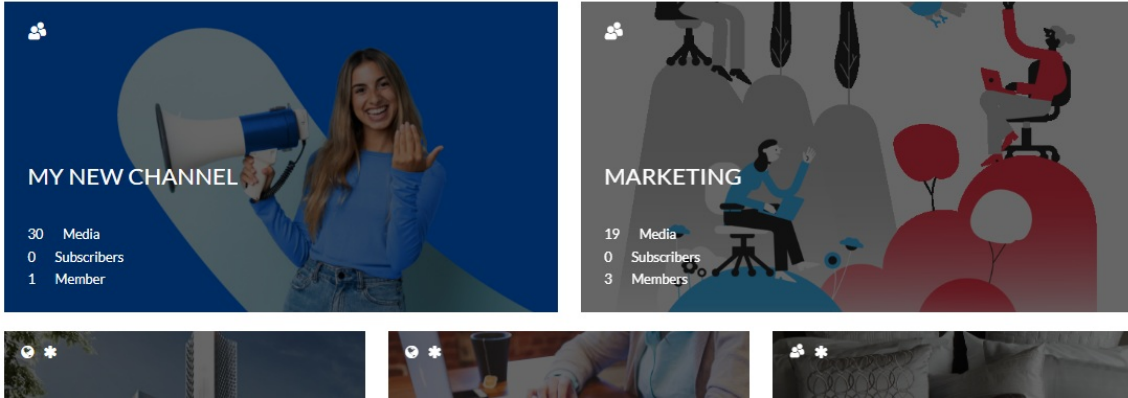 MY NEW CHANNEL
30 Media
0 Subscribers
1 Member
MARKETING
19 Media
0 Subscribers
3 Members